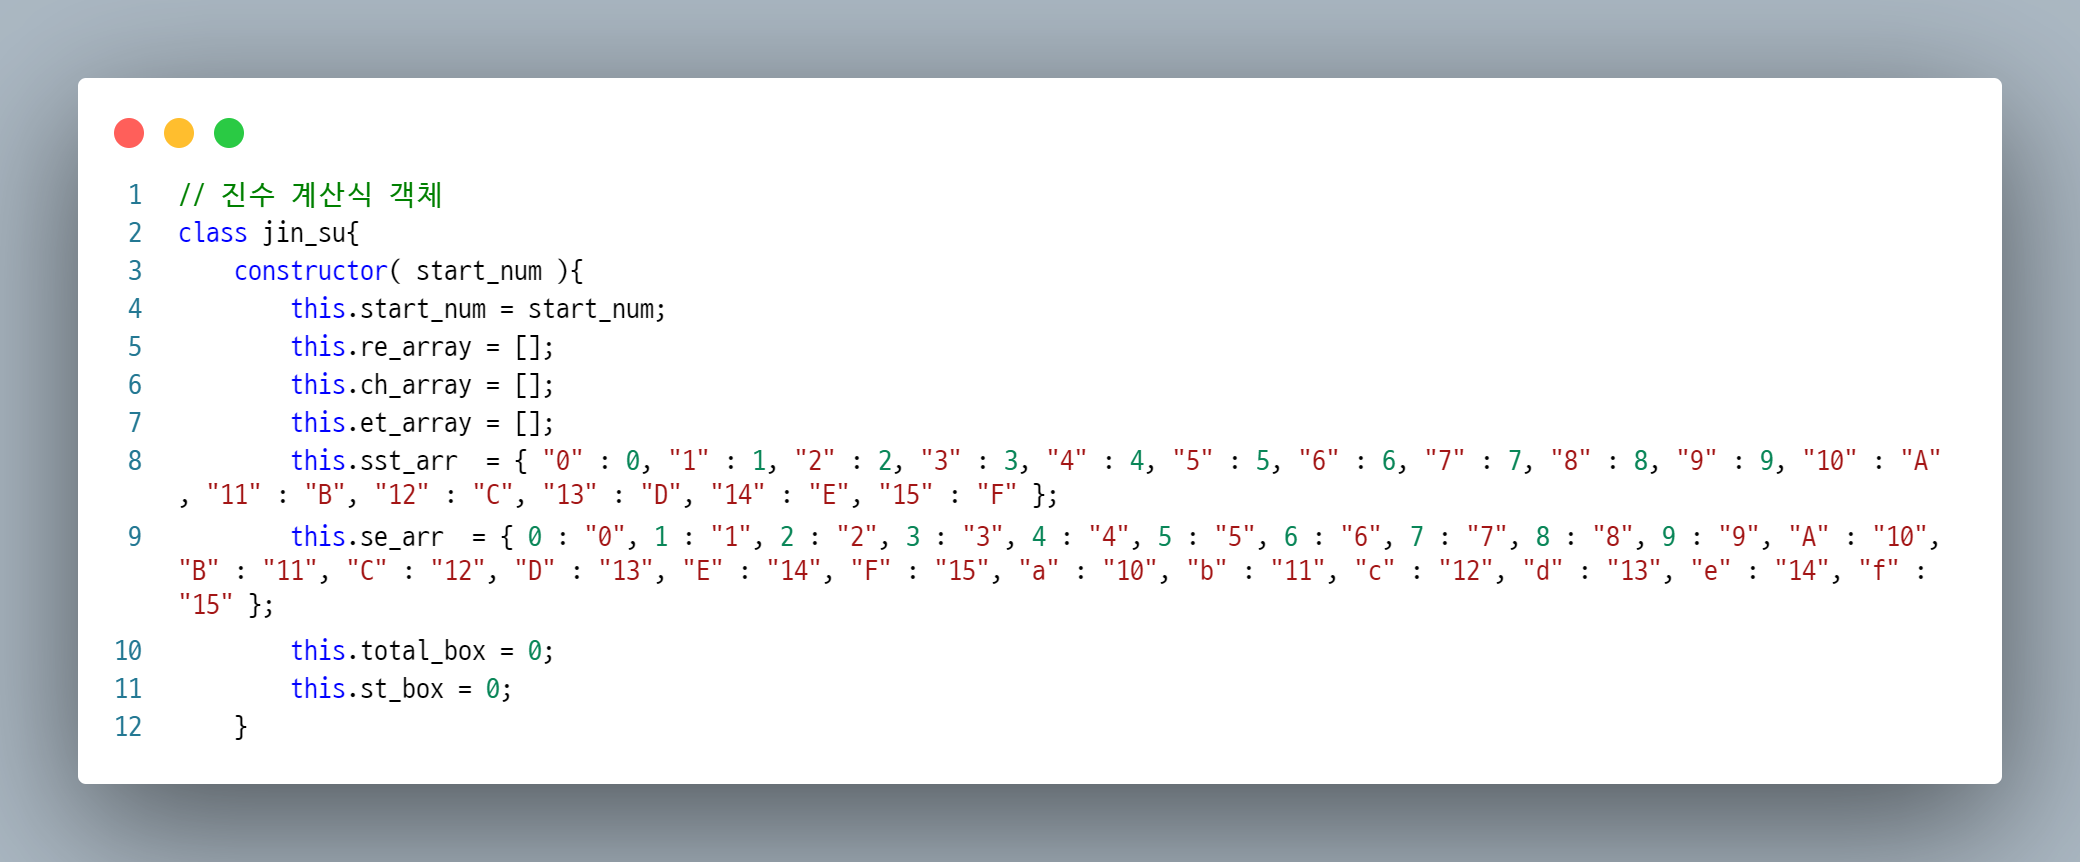 1 // 진수 계산식 객체
2 class jin_su{
3     constructor( start_num ){
4         this.start_num = start_num;
5         this.re_array = [];
6         this.ch_array = [];
7         this.et_array = [];
8         this.sst_arr  = { "0" : 0, "1" : 1, "2" : 2, "3" : 3, "4" : 4, "5" : 5, "6" : 6, "7" : 7, "8" : 8, "9" : 9, "10" : "A"
, "11" : "B", "12" : "C", "13" : "D", "14" : "E", "15" : "F" };
9         this.se_arr  = { 0 : "0", 1 : "1", 2 : "2", 3 : "3", 4 : "4", 5 : "5", 6 : "6", 7 : "7", 8 : "8", 9 : "9", "A" : "10",
"B" : "11", "C" : "12", "D" : "13", "E" : "14", "F" : "15", "a" : "10", "b" : "11", "c" : "12", "d" : "13", "e" : "14", "f" :
"15" };
10         this.total_box = 0;
11         this.st_box = 0;
12     }